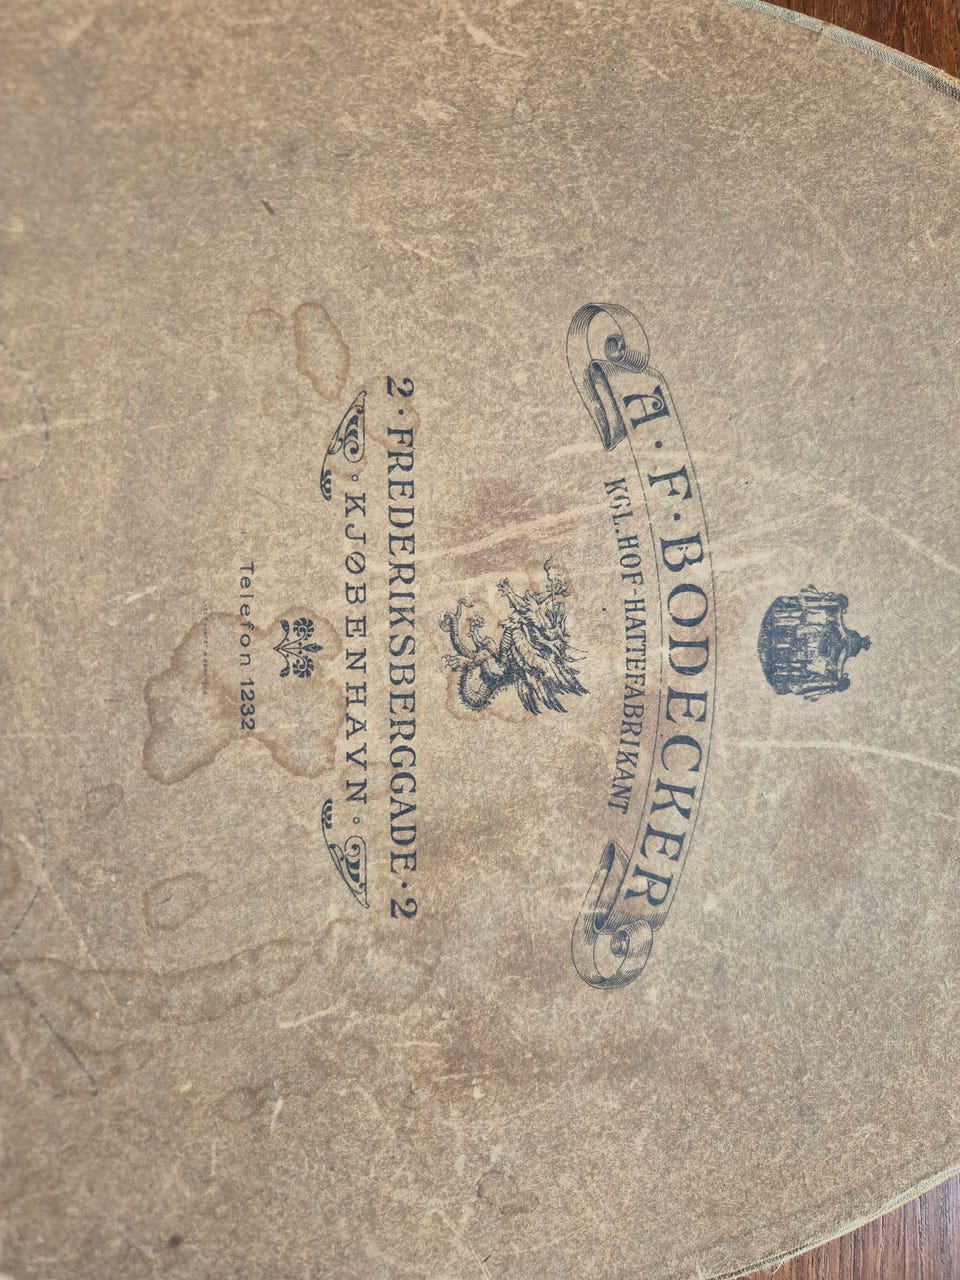 A · F · BODECKER
KGL. HOF-HATTEFABRIKANT
2 · FREDERIKSBERGGADE · 2
KJØBENHAVN
Telefon 1232